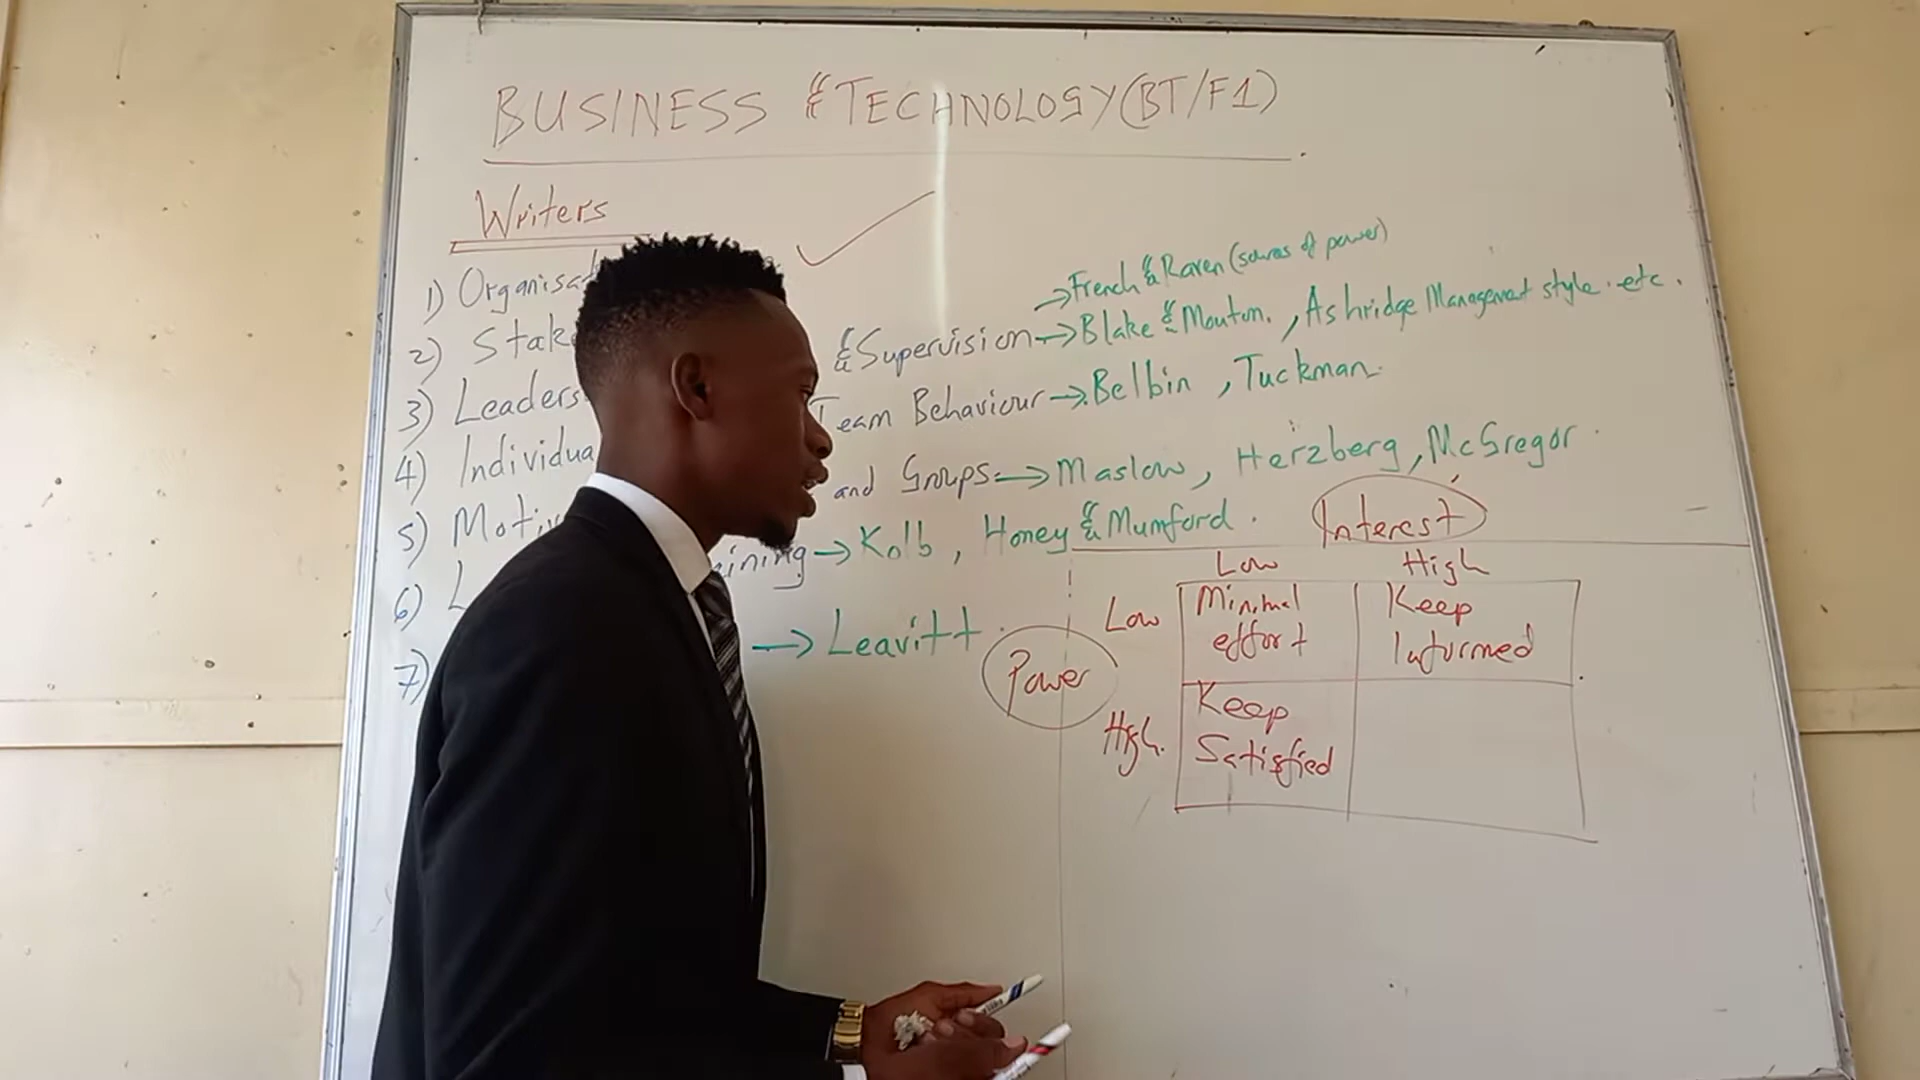 BUSINESS & TECHNOLOGY (BT/F1)
Writers
1) Organisat
→ French & Raven (sources of power)
2) Stak
& Supervision → Blake & Mouton. , Ashridge Management style. etc.
3) Leaders
Team Behaviour → Belbin , Tuckman.
4) Individua
and Groups → Maslow, Herzberg, McGregor.
5) Motiv
ining → Kolb , Honey & Mumford.
6) L
→ Leavitt.
7)
Interest
Low High
Power
Low Minimal effort Keep Informed
High. Keep Satisfied